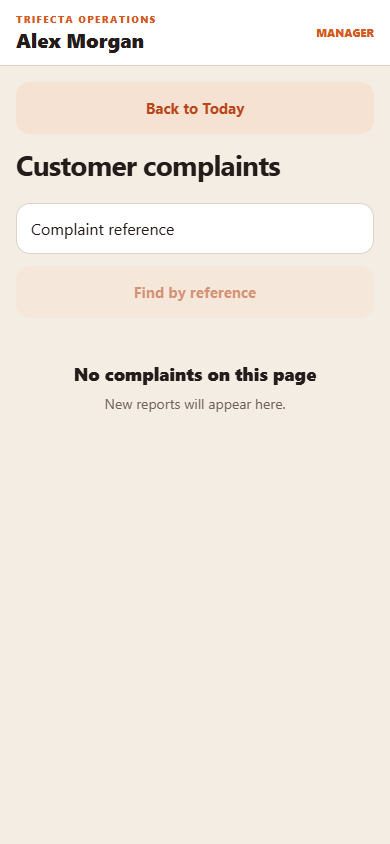 TRIFECTA OPERATIONS
Alex Morgan
MANAGER
Back to Today
Customer complaints
Complaint reference
Find by reference
No complaints on this page
New reports will appear here.